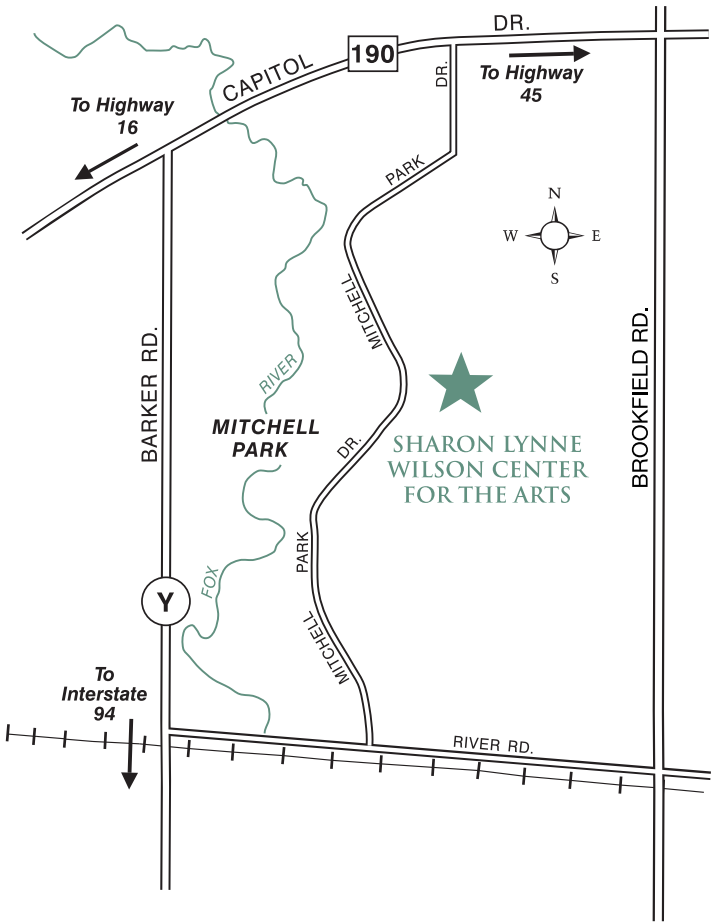 DR.
190
CAPITOL
DR.
To Highway
45
To Highway
16
PARK
N
W E
S
MITCHELL
BARKER RD.
BROOKFIELD RD.
RIVER
MITCHELL
PARK
SHARON LYNNE
WILSON CENTER
FOR THE ARTS
DR.
PARK
FOX
Y
MITCHELL
To
Interstate
94
RIVER RD.